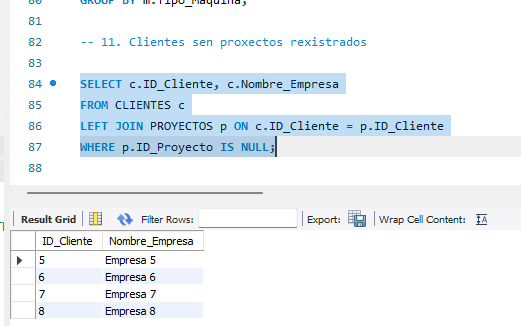 80 GROUP BY m.Tipo_Maquina;
81
82 -- 11. Clientes sen proxectos rexistrados
83
84 SELECT c.ID_Cliente, c.Nombre_Empresa
85 FROM CLIENTES c
86 LEFT JOIN PROYECTOS p ON c.ID_Cliente = p.ID_Cliente
87 WHERE p.ID_Proyecto IS NULL;
88
Result Grid Filter Rows: Export: Wrap Cell Content: IA
ID_Cliente Nombre_Empresa
5 Empresa 5
6 Empresa 6
7 Empresa 7
8 Empresa 8